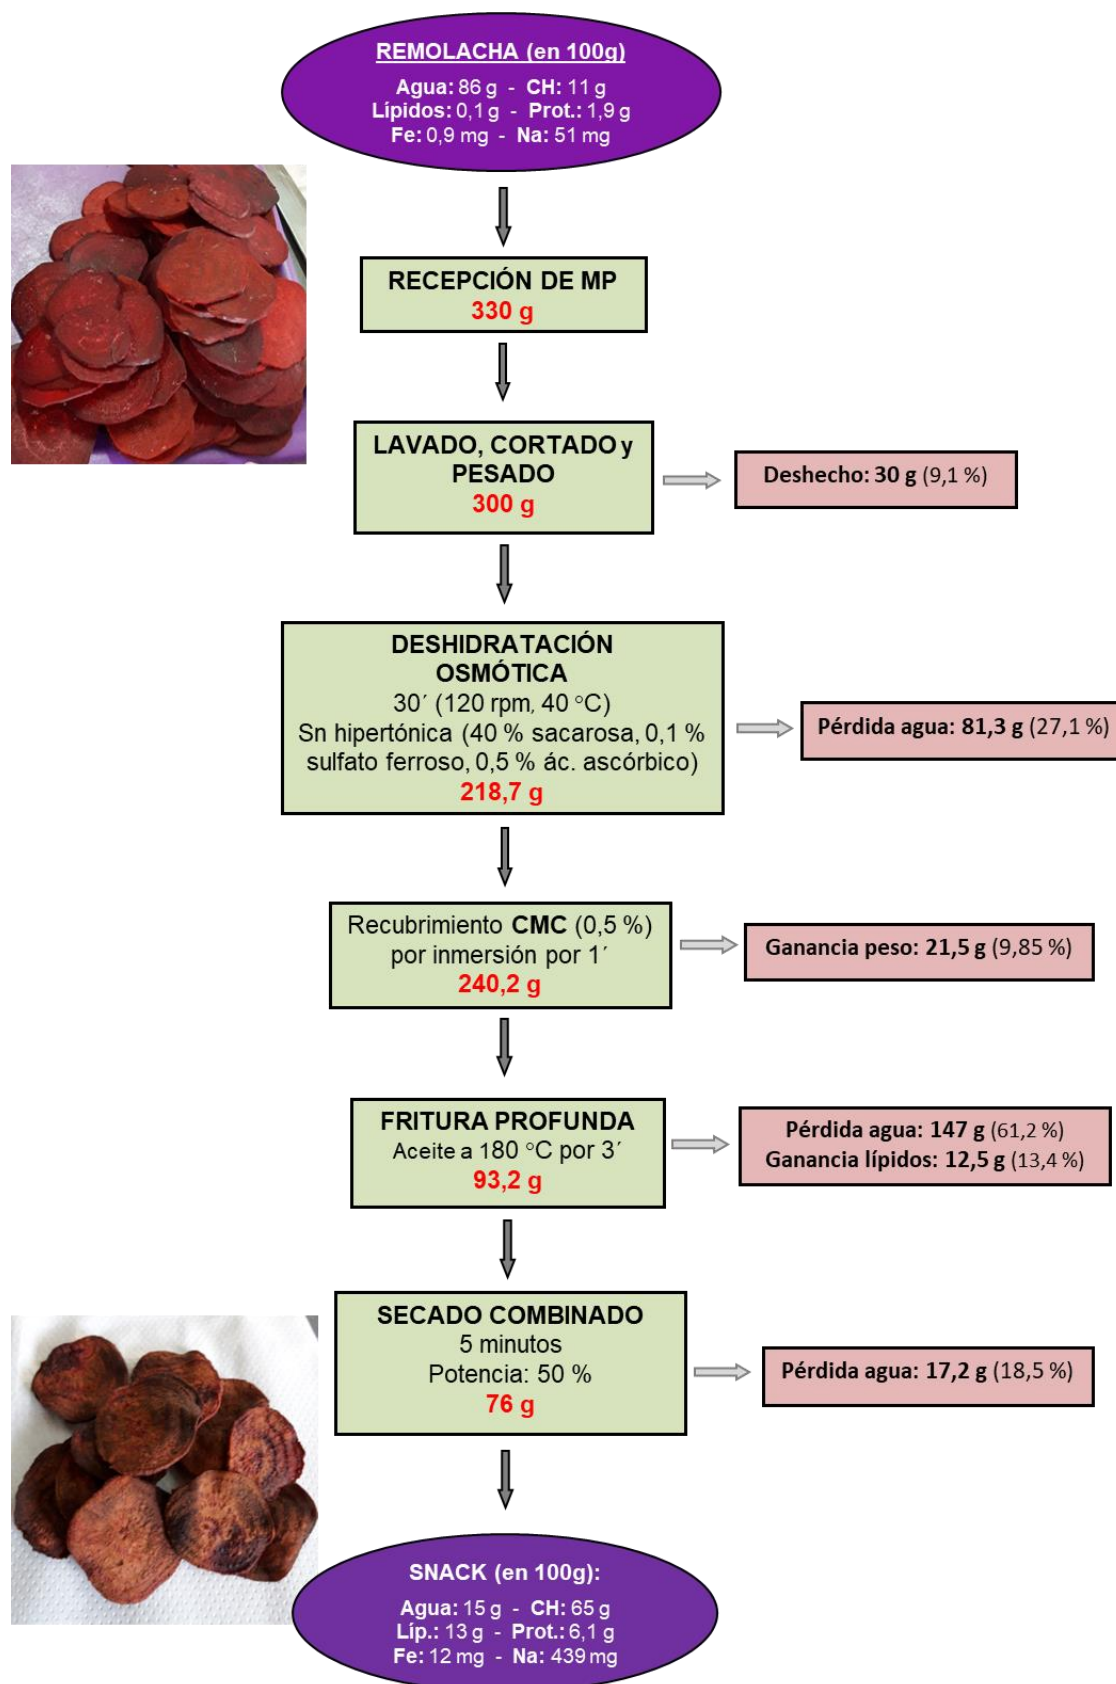 REMOLACHA (en 100g)
Agua: 86 g - CH: 11 g
Lípidos: 0,1 g - Prot.: 1,9 g
Fe: 0,9 mg - Na: 51 mg
RECEPCIÓN DE MP
330 g
LAVADO, CORTADO y
PESADO
300 g
Deshecho: 30 g (9,1 %)
DESHIDRATACIÓN
OSMÓTICA
30´ (120 rpm, 40 °C)
Sn hipertónica (40 % sacarosa, 0,1 %
sulfato ferroso, 0,5 % ác. ascórbico)
218,7 g
Pérdida agua: 81,3 g (27,1 %)
Recubrimiento CMC (0,5 %)
por inmersión por 1´
240,2 g
Ganancia peso: 21,5 g (9,85 %)
FRITURA PROFUNDA
Aceite a 180 °C por 3´
93,2 g
Pérdida agua: 147 g (61,2 %)
Ganancia lípidos: 12,5 g (13,4 %)
SECADO COMBINADO
5 minutos
Potencia: 50 %
76 g
Pérdida agua: 17,2 g (18,5 %)
SNACK (en 100g):
Agua: 15 g - CH: 65 g
Líp.: 13 g - Prot.: 6,1 g
Fe: 12 mg - Na: 439 mg